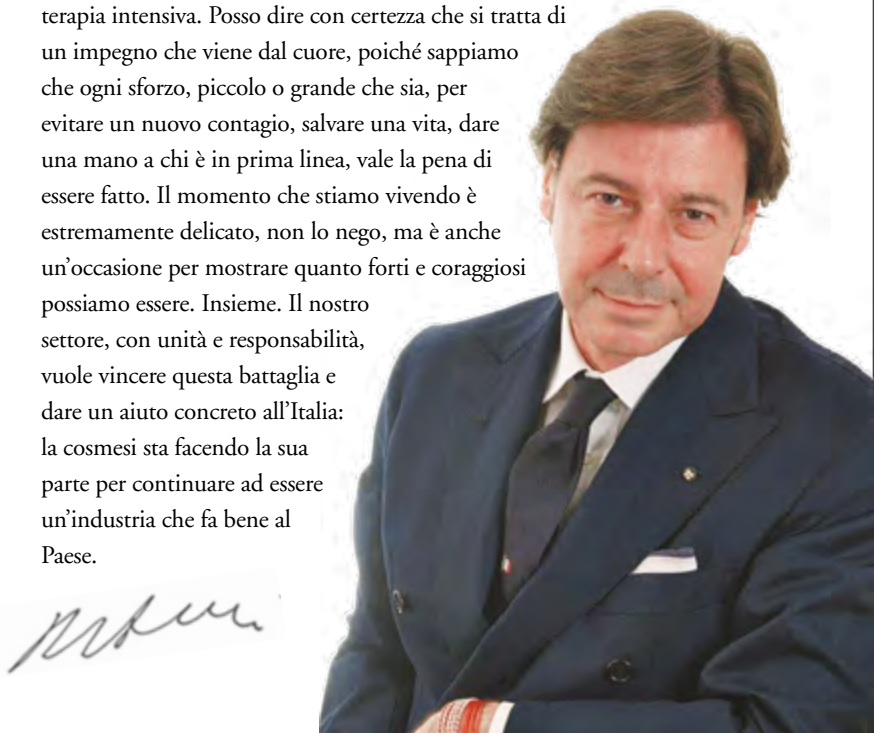 terapia intensiva. Posso dire con certezza che si tratta di
un impegno che viene dal cuore, poiché sappiamo
che ogni sforzo, piccolo o grande che sia, per
evitare un nuovo contagio, salvare una vita, dare
una mano a chi è in prima linea, vale la pena di
essere fatto. Il momento che stiamo vivendo è
estremamente delicato, non lo nego, ma è anche
un’occasione per mostrare quanto forti e coraggiosi
possiamo essere. Insieme. Il nostro
settore, con unità e responsabilità,
vuole vincere questa battaglia e
dare un aiuto concreto all’Italia:
la cosmesi sta facendo la sua
parte per continuare ad essere
un’industria che fa bene al
Paese.